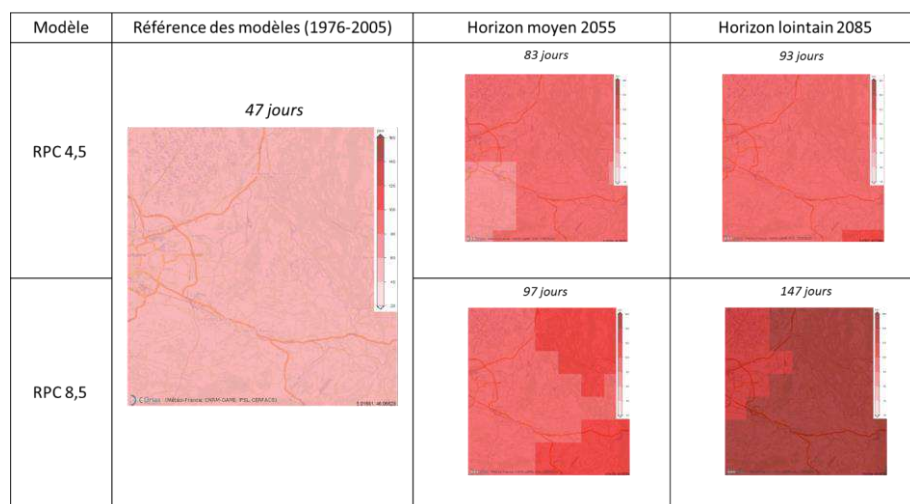 Modèle
Référence des modèles (1976-2005)
Horizon moyen 2055
Horizon lointain 2085
RPC 4,5
47 jours
83 jours
93 jours
RPC 8,5
97 jours
147 jours